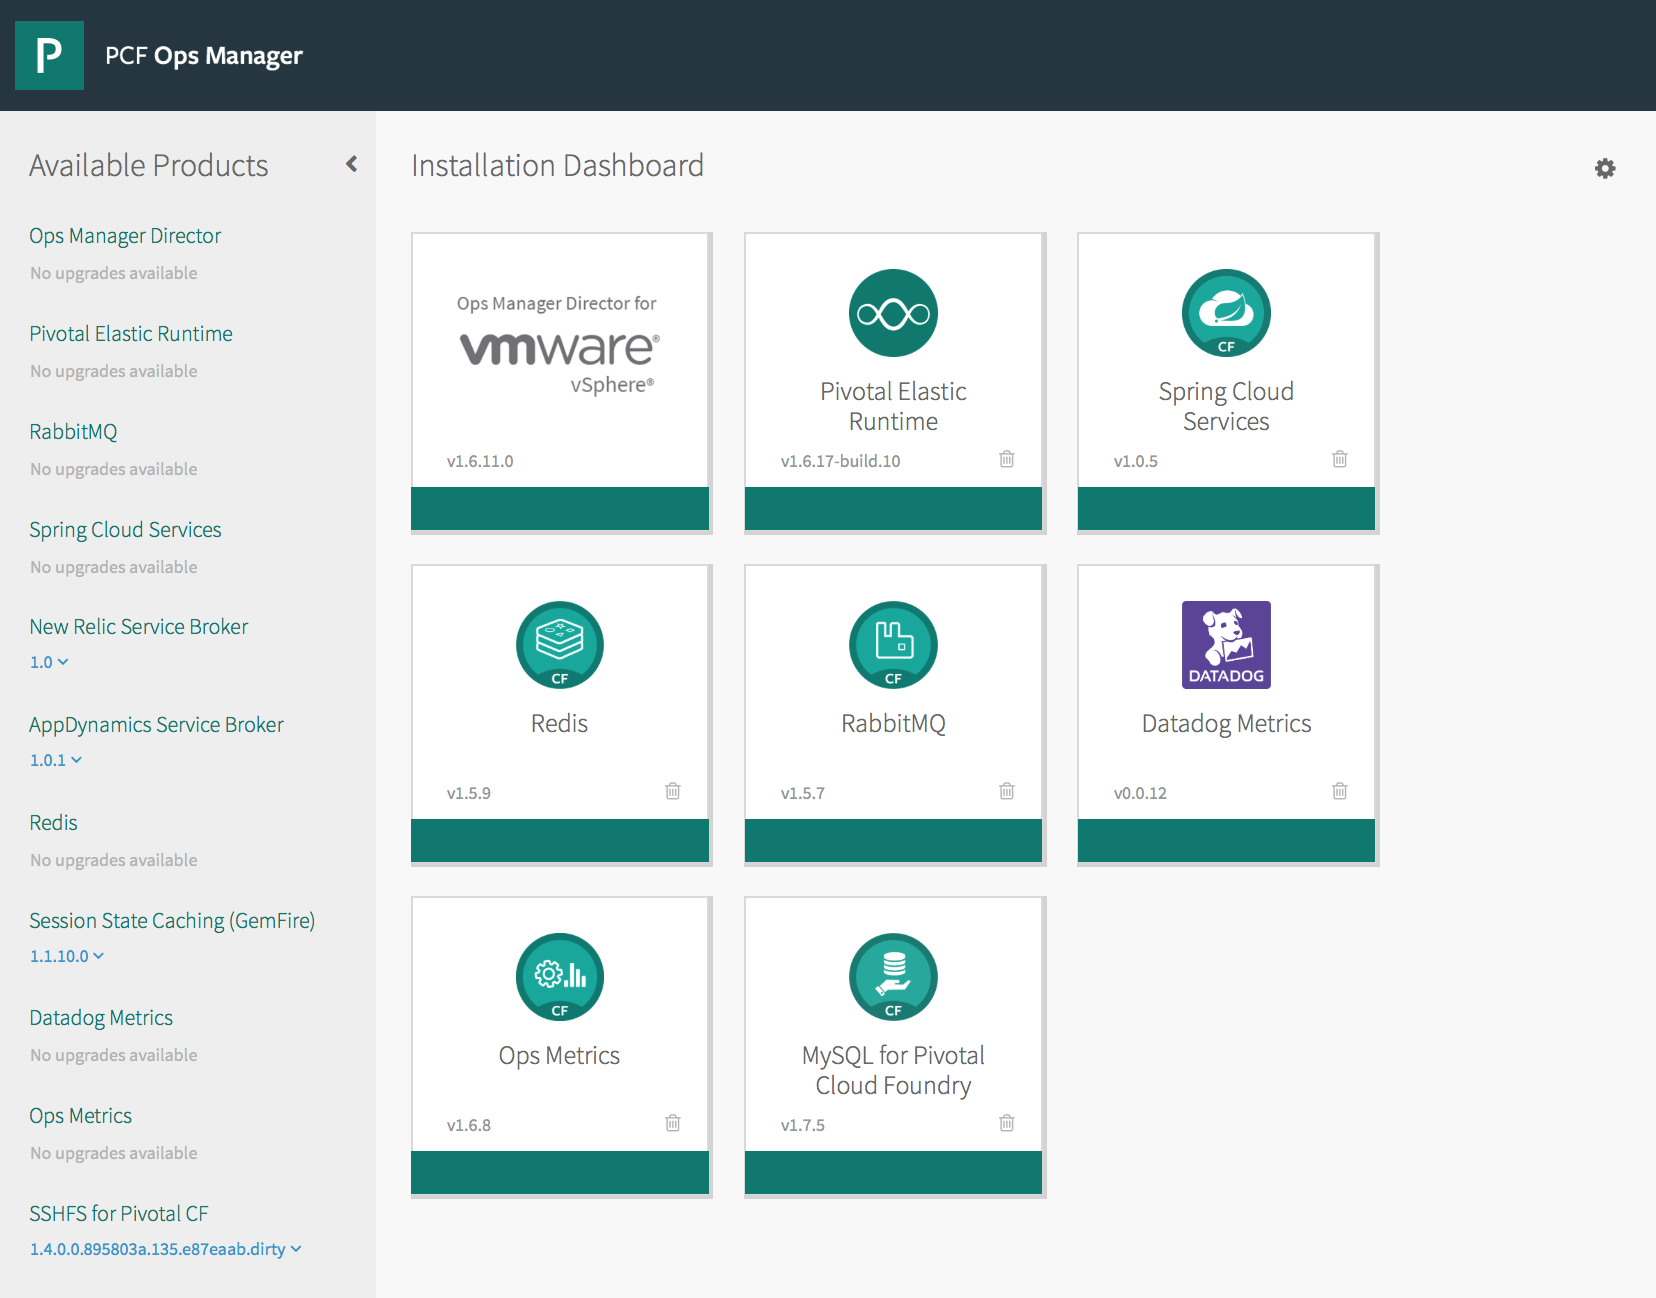 P
PCF Ops Manager
Available Products
Ops Manager Director
No upgrades available
Pivotal Elastic Runtime
No upgrades available
RabbitMQ
No upgrades available
Spring Cloud Services
No upgrades available
New Relic Service Broker
1.0
AppDynamics Service Broker
1.0.1
Redis
No upgrades available
Session State Caching (GemFire)
1.1.10.0
Datadog Metrics
No upgrades available
Ops Metrics
No upgrades available
SSHFS for Pivotal CF
1.4.0.0.895803a.135.e87eaab.dirty
Installation Dashboard
Ops Manager Director for
vmware®
vSphere®
v1.6.11.0
Pivotal Elastic
Runtime
v1.6.17-build.10
CF
Spring Cloud
Services
v1.0.5
CF
Redis
v1.5.9
CF
RabbitMQ
v1.5.7
DATADOG
Datadog Metrics
v0.0.12
CF
Ops Metrics
v1.6.8
CF
MySQL for Pivotal
Cloud Foundry
v1.7.5